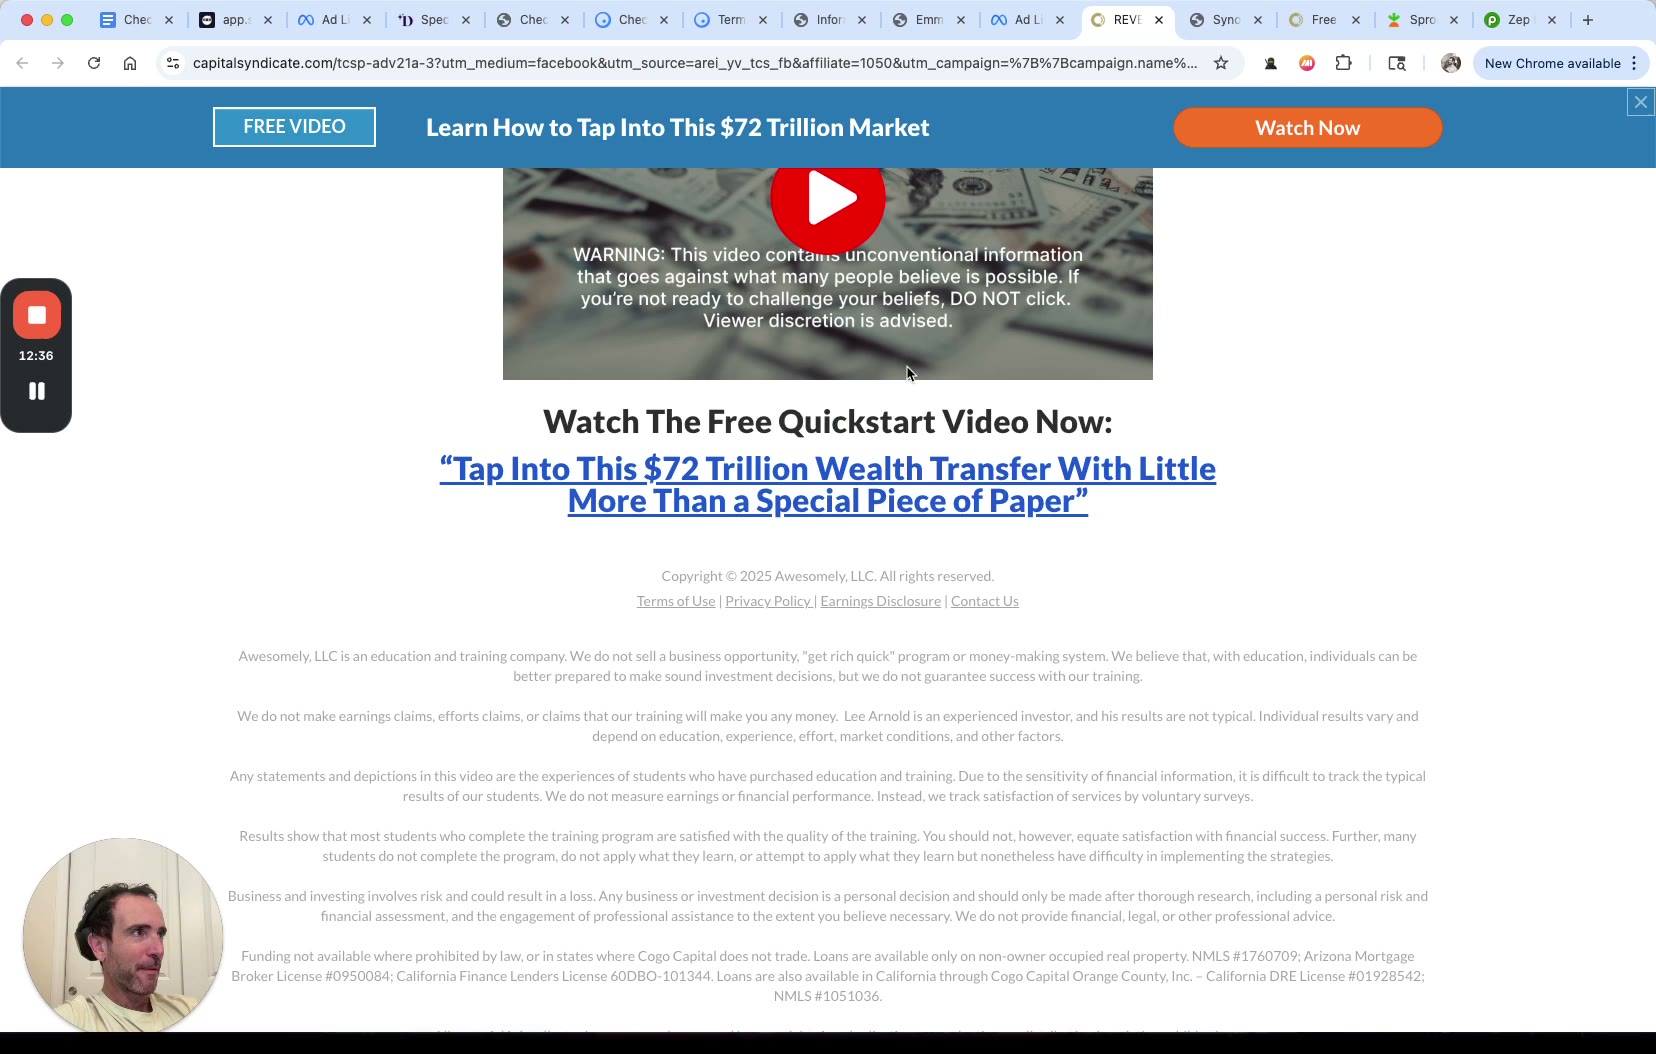 Chec
app.s
Ad Li
Spec
Chec
Chec
Term
Infor
Emm
Ad Li
REVE
Syno
Free
Spro
Zep
capitalsyndicate.com/tcsp-adv21a-3?utm_medium=facebook&utm_source=arei_yv_tcs_fb&affiliate=1050&utm_campaign=%7B%7Bcampaign.name%...
New Chrome available
FREE VIDEO
Learn How to Tap Into This $72 Trillion Market
Watch Now
WARNING: This video contains unconventional information
that goes against what many people believe is possible. If
you’re not ready to challenge your beliefs, DO NOT click.
Viewer discretion is advised.
12:36
Watch The Free Quickstart Video Now:
“Tap Into This $72 Trillion Wealth Transfer With Little
More Than a Special Piece of Paper”
Copyright © 2025 Awesomely, LLC. All rights reserved.
Terms of Use | Privacy Policy | Earnings Disclosure | Contact Us
Awesomely, LLC is an education and training company. We do not sell a business opportunity, "get rich quick" program or money-making system. We believe that, with education, individuals can be
better prepared to make sound investment decisions, but we do not guarantee success with our training.
We do not make earnings claims, efforts claims, or claims that our training will make you any money. Lee Arnold is an experienced investor, and his results are not typical. Individual results vary and
depend on education, experience, effort, market conditions, and other factors.
Any statements and depictions in this video are the experiences of students who have purchased education and training. Due to the sensitivity of financial information, it is difficult to track the typical
results of our students. We do not measure earnings or financial performance. Instead, we track satisfaction of services by voluntary surveys.
Results show that most students who complete the training program are satisfied with the quality of the training. You should not, however, equate satisfaction with financial success. Further, many
students do not complete the program, do not apply what they learn, or attempt to apply what they learn but nonetheless have difficulty in implementing the strategies.
Business and investing involves risk and could result in a loss. Any business or investment decision is a personal decision and should only be made after thorough research, including a personal risk and
financial assessment, and the engagement of professional assistance to the extent you believe necessary. We do not provide financial, legal, or other professional advice.
Funding not available where prohibited by law, or in states where Cogo Capital does not trade. Loans are available only on non-owner occupied real property. NMLS #1760709; Arizona Mortgage
Broker License #0950084; California Finance Lenders License 60DBO-101344. Loans are also available in California through Cogo Capital Orange County, Inc. – California DRE License #01928542;
NMLS #1051036.